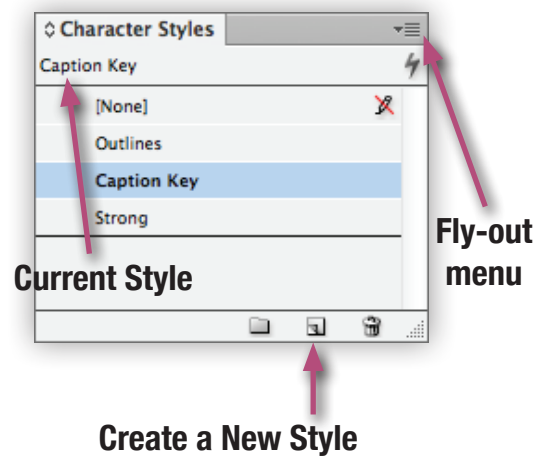 Character Styles
Caption Key
[None]
Outlines
Caption Key
Strong
Fly-out
menu
Current Style
Create a New Style